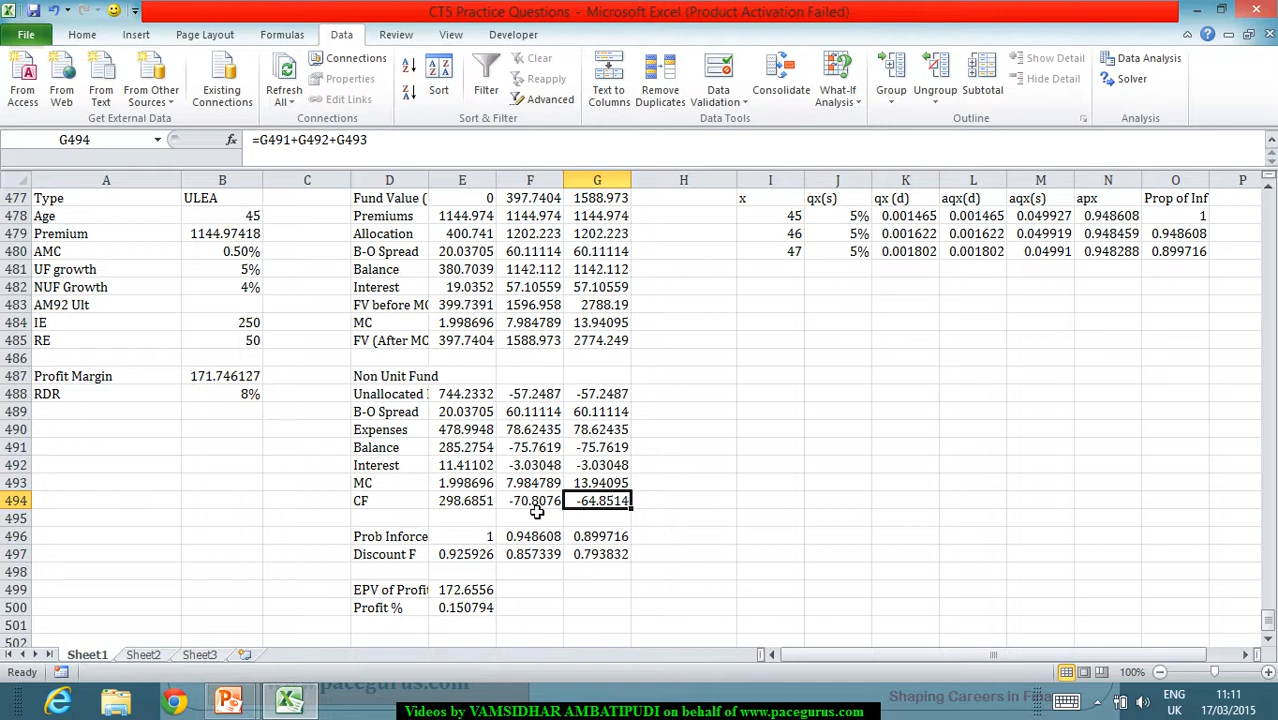 CT5 Practice Questions - Microsoft Excel (Product Activation Failed)
File Home Insert Page Layout Formulas Data Review View Developer
From Access From Web From Text From Other Sources Existing Connections Refresh All Connections Properties Edit Links Sort Filter Clear Reapply Advanced Text to Columns Remove Duplicates Data Validation Consolidate What-If Analysis Group Ungroup Subtotal Show Detail Hide Detail Data Analysis Solver
Get External Data Connections Sort & Filter Data Tools Outline Analysis
G494 fx =G491+G492+G493
A B C D E F G H I J K L M N O P
477 Type ULEA Fund Value ( 0 397.7404 1588.973 x qx(s) qx (d) aqx(d) aqx(s) apx Prop of Inf
478 Age 45 Premiums 1144.974 1144.974 1144.974 45 5% 0.001465 0.001465 0.049927 0.948608 1
479 Premium 1144.97418 Allocation 400.741 1202.223 1202.223 46 5% 0.001622 0.001622 0.049919 0.948459 0.948608
480 AMC 0.50% B-O Spread 20.03705 60.11114 60.11114 47 5% 0.001802 0.001802 0.04991 0.948288 0.899716
481 UF growth 5% Balance 380.7039 1142.112 1142.112
482 NUF Growth 4% Interest 19.0352 57.10559 57.10559
483 AM92 Ult FV before MC 399.7391 1596.958 2788.19
484 IE 250 MC 1.998696 7.984789 13.94095
485 RE 50 FV (After MC 397.7404 1588.973 2774.249
486
487 Profit Margin 171.746127 Non Unit Fund
488 RDR 8% Unallocated 744.2332 -57.2487 -57.2487
489 B-O Spread 20.03705 60.11114 60.11114
490 Expenses 478.9948 78.62435 78.62435
491 Balance 285.2754 -75.7619 -75.7619
492 Interest 11.41102 -3.03048 -3.03048
493 MC 1.998696 7.984789 13.94095
494 CF 298.6851 -70.8076 -64.8514
495
496 Prob Inforce 1 0.948608 0.899716
497 Discount F 0.925926 0.857339 0.793832
498
499 EPV of Profit 172.6556
500 Profit % 0.150794
501
502
Sheet1 Sheet2 Sheet3
Ready 100%
www.pacegurus.com Shaping Careers in Fin
ENG 11:11
UK 17/03/2015
Videos by VAMSIDHAR AMBATIPUDI on behalf of www.pacegurus.com